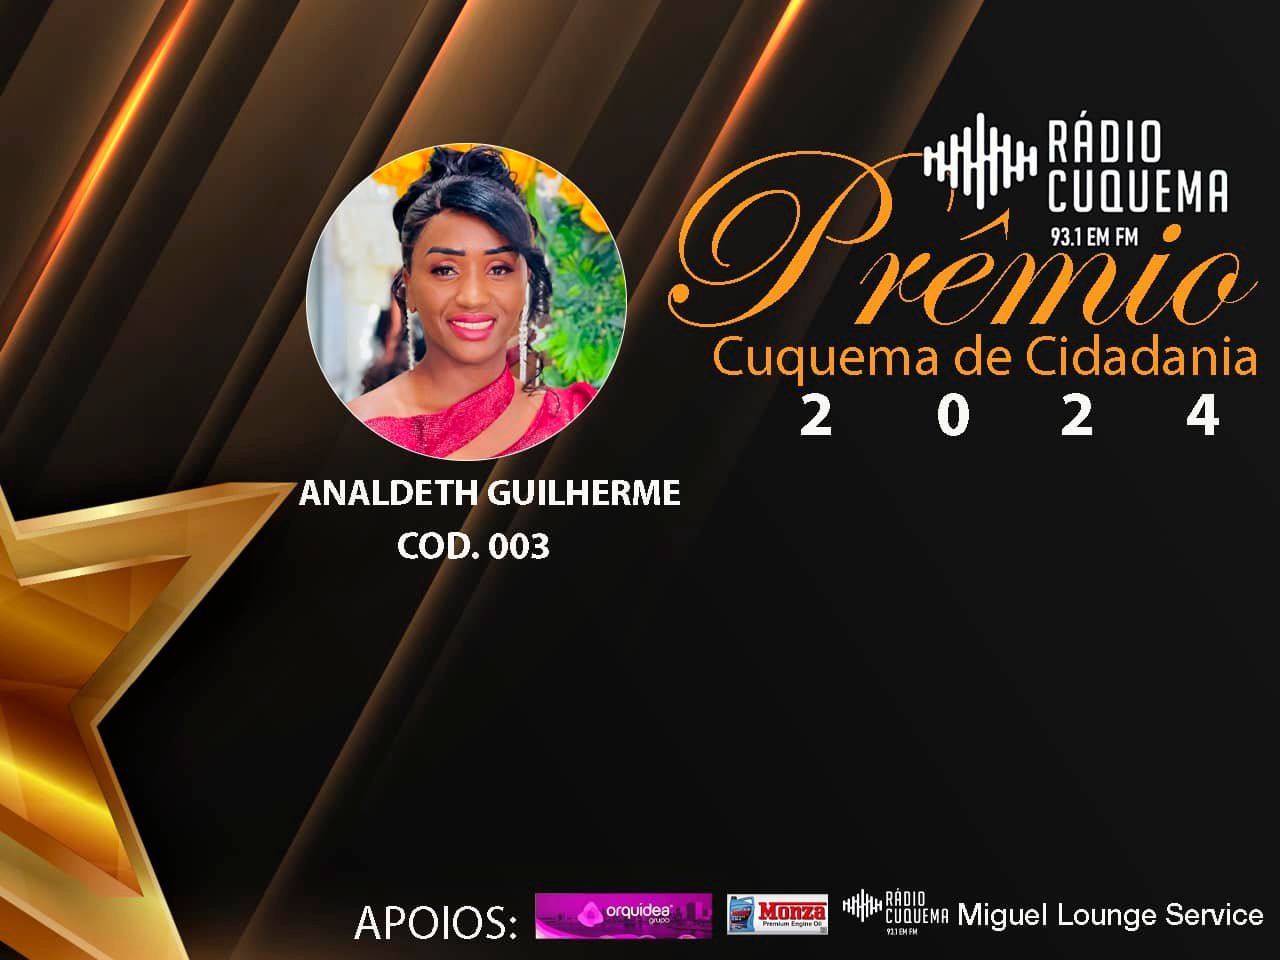 RÁDIO
CUQUEMA
93.1 EM FM
Prêmio
Cuquema de Cidadania
2 0 2 4
ANALDETH GUILHERME
COD. 003
APOIOS:
orquidea
grupo
Monza
Premium Engine Oil
RÁDIO
CUQUEMA
93.1 EM FM
Miguel Lounge Service